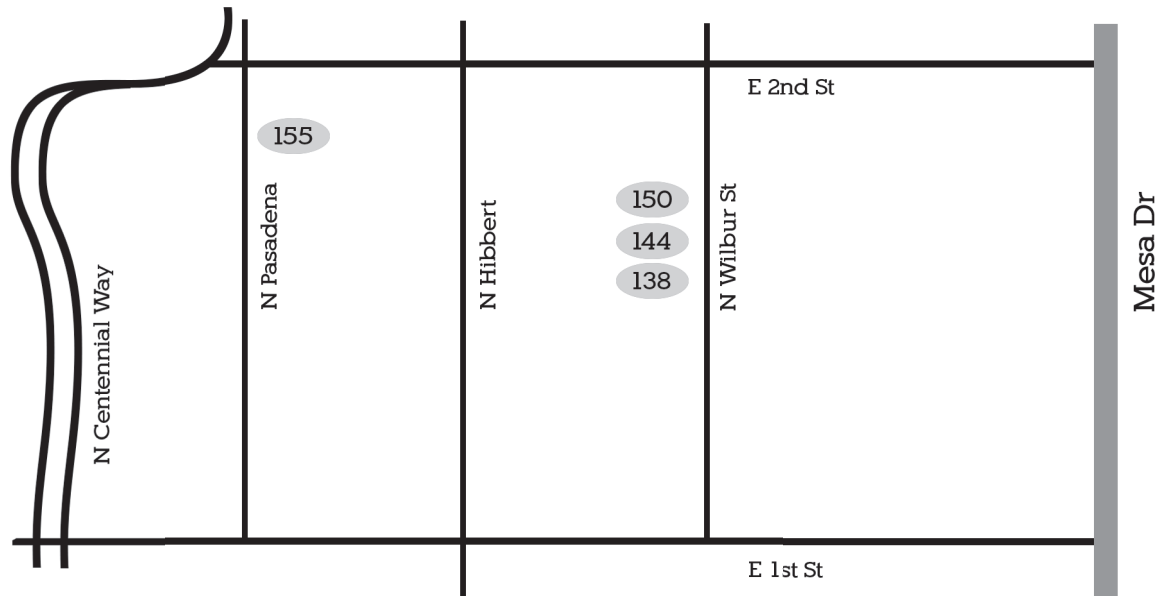 E 2nd St
155
N Pasadena
150
144
138
N Hibbert
N Wilbur St
Mesa Dr
N Centennial Way
E 1st St